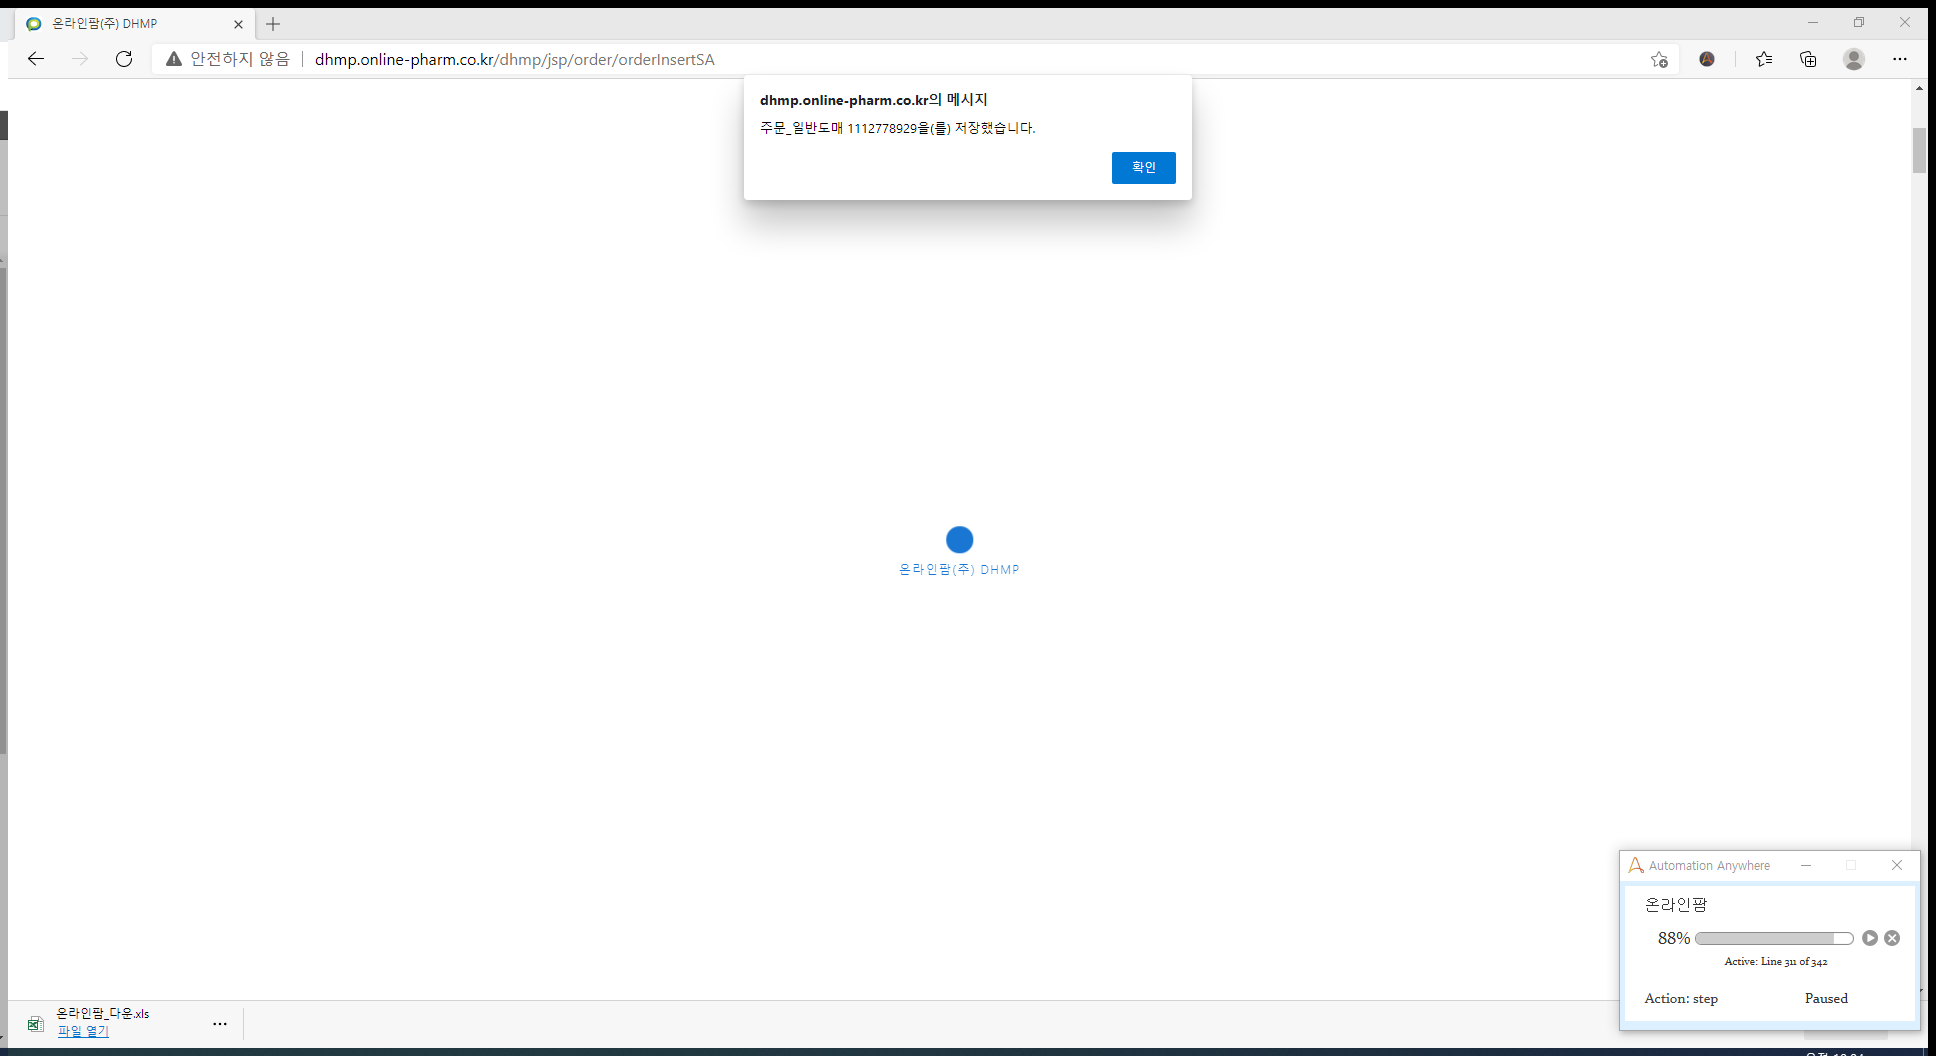 온라인팜(주) DHMP
안전하지 않음
dhmp.online-pharm.co.kr/dhmp/jsp/order/orderInsertSA
dhmp.online-pharm.co.kr의 메시지
주문_일반도매 1112778929을(를) 저장했습니다.
확인
온라인팜(주) DHMP
Automation Anywhere
온라인팜
88%
Active: Line 311 of 342
Action: step
Paused
온라인팜_다운.xls
파일 열기